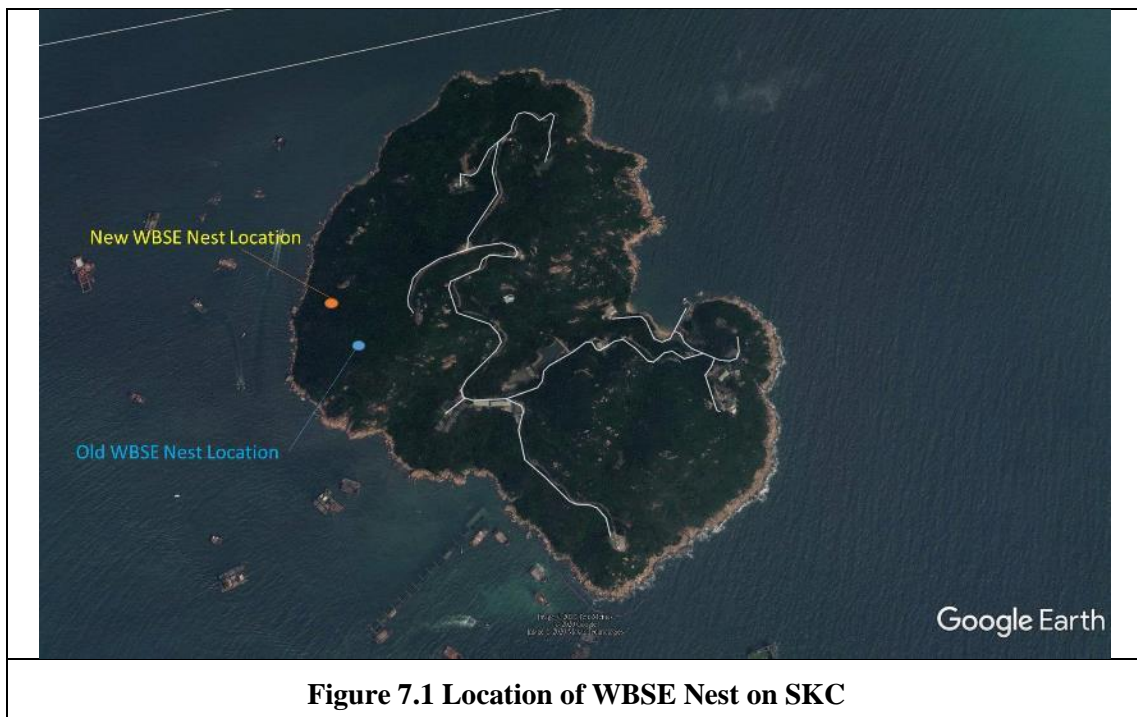 New WBSE Nest Location
Old WBSE Nest Location
Google Earth
Figure 7.1 Location of WBSE Nest on SKC